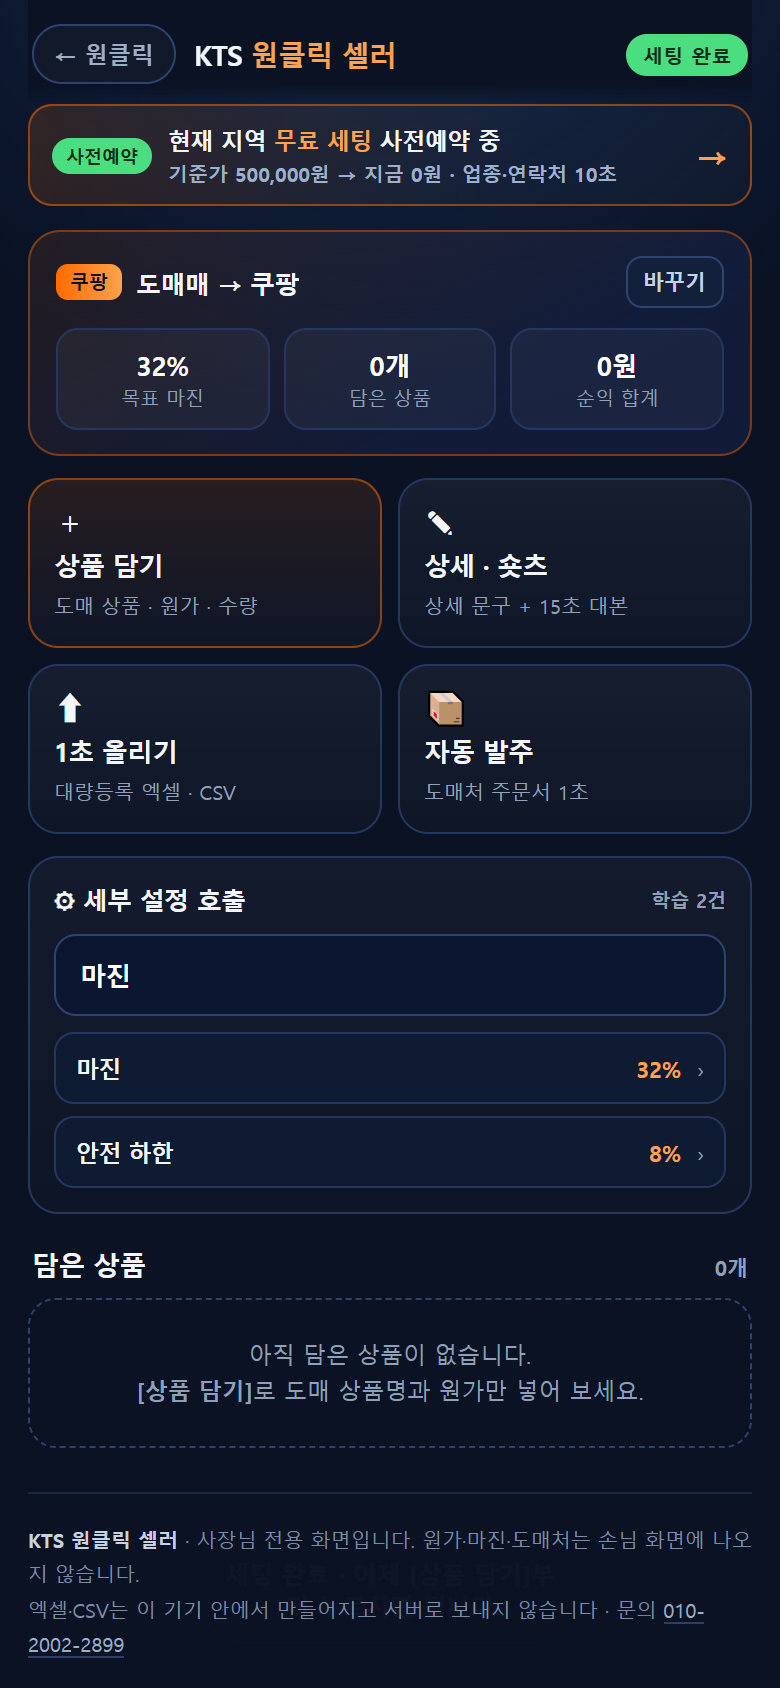 ← 원클릭
KTS 원클릭 셀러
세팅 완료
사전예약
현재 지역 무료 세팅 사전예약 중
기준가 500,000원 → 지금 0원 · 업종·연락처 10초
→
쿠팡
도매매 → 쿠팡
바꾸기
32%
목표 마진
0개
담은 상품
0원
순익 합계
+
상품 담기
도매 상품 · 원가 · 수량
상세 · 숏츠
상세 문구 + 15초 대본
1초 올리기
대량등록 엑셀 · CSV
자동 발주
도매처 주문서 1초
⚙ 세부 설정 호출
학습 2건
마진
마진
32% ›
안전 하한
8% ›
담은 상품
0개
아직 담은 상품이 없습니다.
[상품 담기]로 도매 상품명과 원가만 넣어 보세요.
KTS 원클릭 셀러 · 사장님 전용 화면입니다. 원가·마진·도매처는 손님 화면에 나오
지 않습니다.
세팅 완료 · 이제 [상품 담기]부
엑셀·CSV는 이 기기 안에서 만들어지고 서버로 보내지 않습니다 · 문의 010-
2002-2899